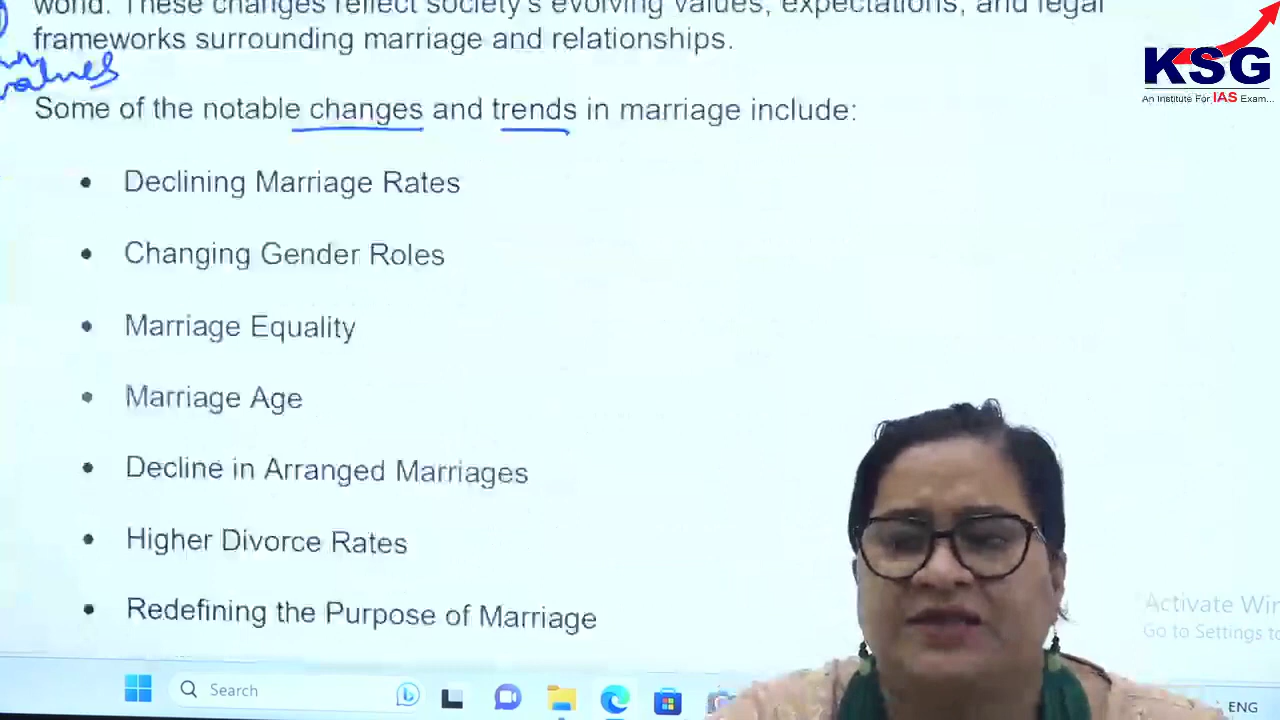 world. These changes reflect society's evolving values, expectations, and legal
frameworks surrounding marriage and relationships.
values
Some of the notable changes and trends in marriage include:
• Declining Marriage Rates
• Changing Gender Roles
• Marriage Equality
• Marriage Age
• Decline in Arranged Marriages
• Higher Divorce Rates
• Redefining the Purpose of Marriage
KSG
An Institute For IAS Exam...
Activate Win
Go to Settings to
Search
ENG